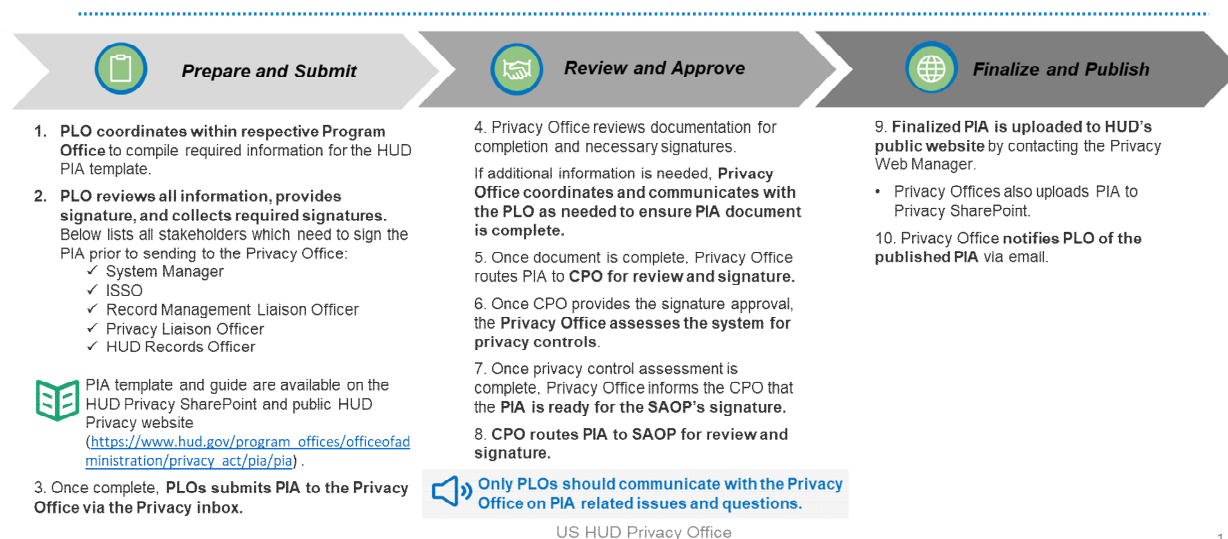 Prepare and Submit
1. PLO coordinates within respective Program
Office to compile required information for the HUD
PIA template.
2. PLO reviews all information, provides
signature, and collects required signatures.
Below lists all stakeholders which need to sign the
PIA prior to sending to the Privacy Office:
✓ System Manager
✓ ISSO
✓ Record Management Liaison Officer
✓ Privacy Liaison Officer
✓ HUD Records Officer
PIA template and guide are available on the
HUD Privacy SharePoint and public HUD
Privacy website
(https://www.hud.gov/program_offices/officeofad
ministration/privacy_act/pia/pia) .
3. Once complete, PLOs submits PIA to the Privacy
Office via the Privacy inbox.
Review and Approve
4. Privacy Office reviews documentation for
completion and necessary signatures.
If additional information is needed, Privacy
Office coordinates and communicates with
the PLO as needed to ensure PIA document
is complete.
5. Once document is complete, Privacy Office
routes PIA to CPO for review and signature.
6. Once CPO provides the signature approval,
the Privacy Office assesses the system for
privacy controls.
7. Once privacy control assessment is
complete, Privacy Office informs the CPO that
the PIA is ready for the SAOP's signature.
8. CPO routes PIA to SAOP for review and
signature.
Only PLOs should communicate with the Privacy
Office on PIA related issues and questions.
Finalize and Publish
9. Finalized PIA is uploaded to HUD's
public website by contacting the Privacy
Web Manager.
• Privacy Offices also uploads PIA to
Privacy SharePoint.
10. Privacy Office notifies PLO of the
published PIA via email.
US HUD Privacy Office
1